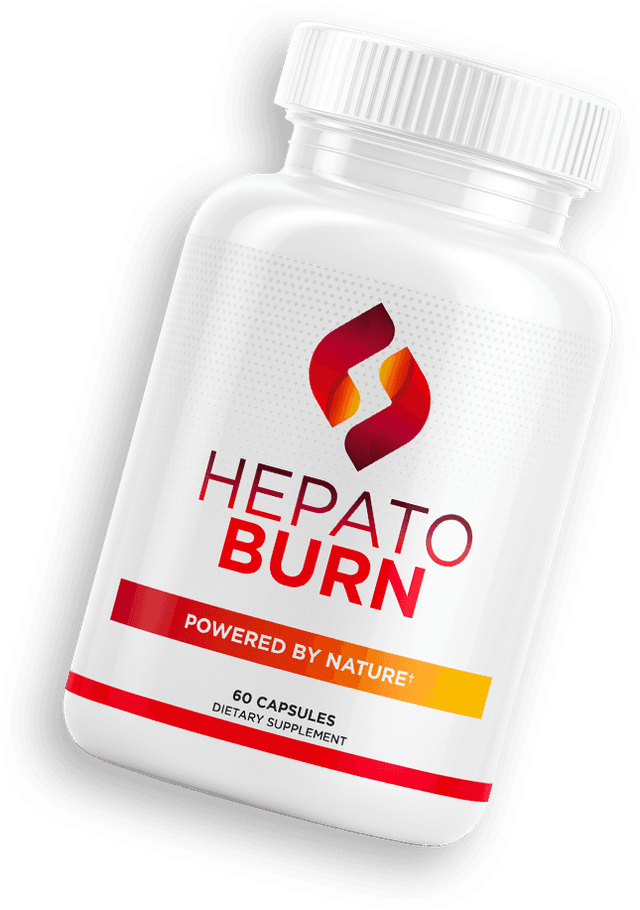 HEPATO
BURN
POWERED BY NATURE†
60 CAPSULES
DIETARY SUPPLEMENT